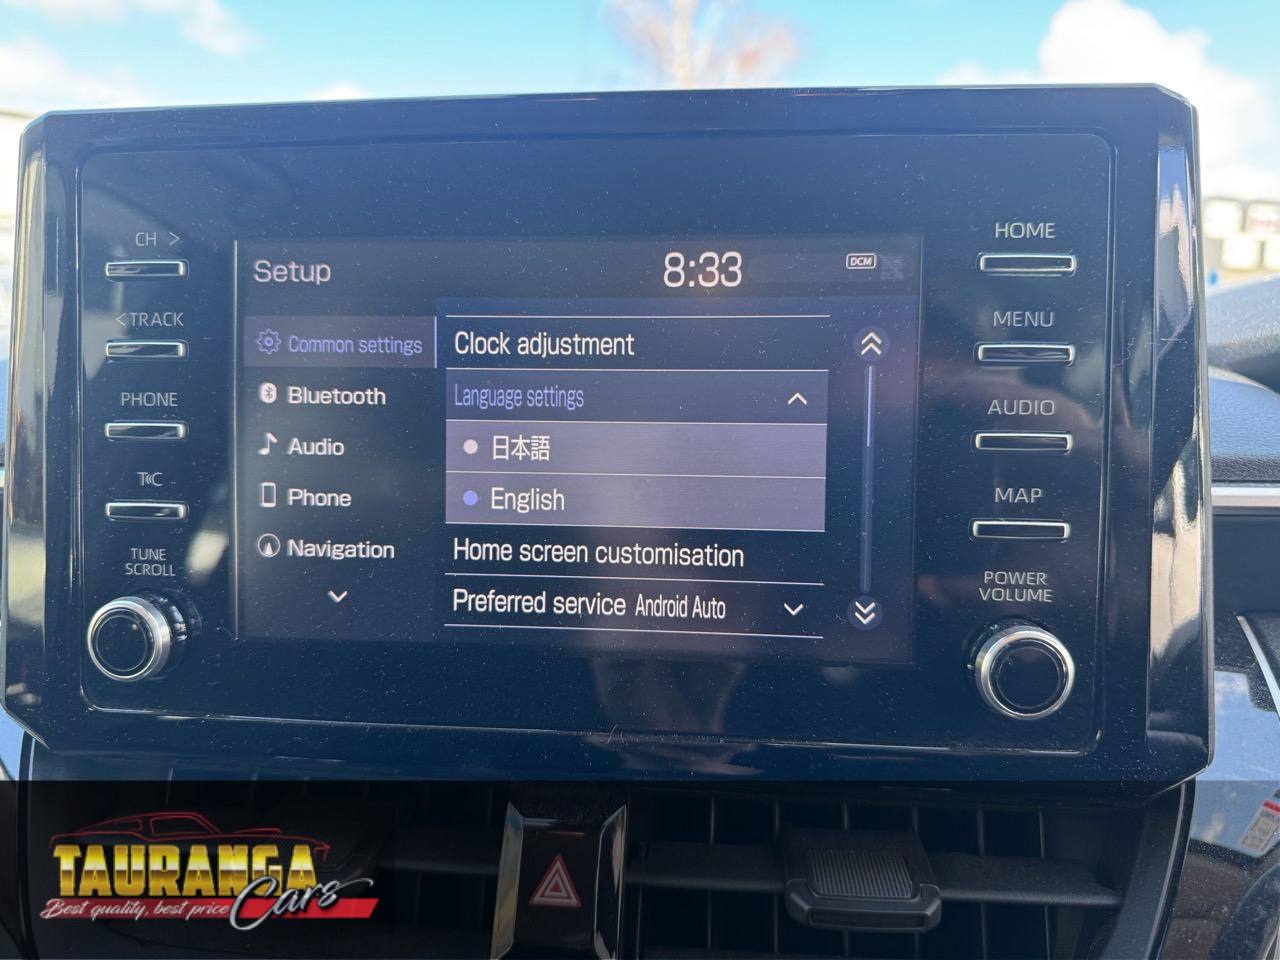 CH >
< TRACK
PHONE
TUNE
SCROLL
Setup
8:33
DCM
Common settings
Bluetooth
Audio
Phone
Navigation
Clock adjustment
Language settings
日本語
English
Home screen customisation
Preferred service Android Auto
HOME
MENU
AUDIO
MAP
POWER
VOLUME
TAURANGA
Cars
Best quality, best price